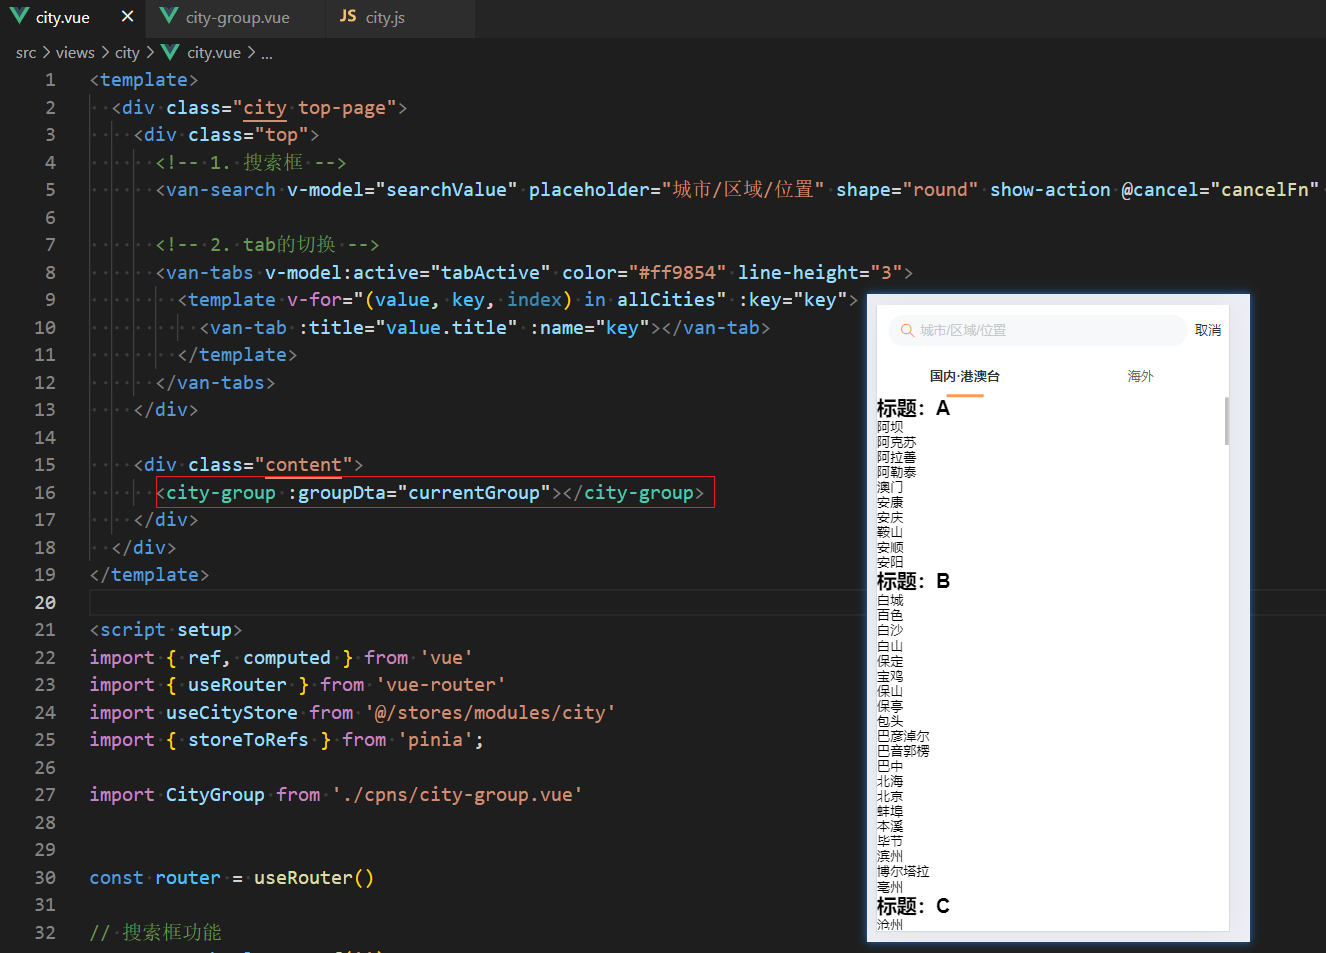 city.vue × city-group.vue JS city.js
src > views > city > city.vue > ...
1 <template>
2 <div class="city top-page">
3 <div class="top">
4 <!-- 1. 搜索框 -->
5 <van-search v-model="searchValue" placeholder="城市/区域/位置" shape="round" show-action @cancel="cancelFn"
6
7 <!-- 2. tab的切换 -->
8 <van-tabs v-model:active="tabActive" color="#ff9854" line-height="3">
9 <template v-for="(value, key, index) in allCities" :key="key">
10 <van-tab :title="value.title" :name="key"></van-tab>
11 </template>
12 </van-tabs>
13 </div>
14
15 <div class="content">
16 <city-group :groupDta="currentGroup"></city-group>
17 </div>
18 </div>
19 </template>
20
21 <script setup>
22 import { ref, computed } from 'vue'
23 import { useRouter } from 'vue-router'
24 import useCityStore from '@/stores/modules/city'
25 import { storeToRefs } from 'pinia';
26
27 import CityGroup from './cpns/city-group.vue'
28
29
30 const router = useRouter()
31
32 // 搜索框功能
城市/区域/位置 取消
国内·港澳台 海外
标题：A
阿坝
阿克苏
阿拉善
阿勒泰
澳门
安康
安庆
鞍山
安顺
安阳
标题：B
白城
百色
白沙
白山
保定
宝鸡
保山
保亭
包头
巴彦淖尔
巴音郭楞
巴中
北海
北京
蚌埠
本溪
毕节
滨州
博尔塔拉
亳州
标题：C
沧州